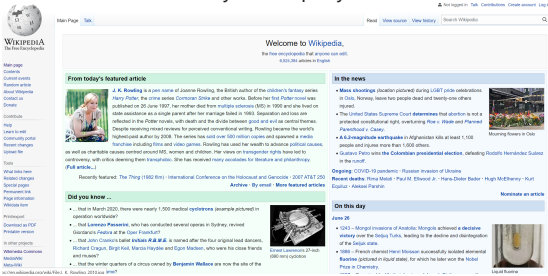 Not logged in Talk Contributions Create account Log in
Main Page Talk
Read View source View history Search Wikipedia
WIKIPEDIA
The Free Encyclopedia
Main page
Contents
Current events
Random article
About Wikipedia
Contact us
Donate
Contribute
Help
Learn to edit
Community portal
Recent changes
Upload file
Tools
What links here
Related changes
Special pages
Permanent link
Page information
Wikidata item
Print/export
Download as PDF
Printable version
In other projects
Wikimedia Commons
MediaWiki
Welcome to Wikipedia,
the free encyclopedia that anyone can edit.
articles in English
From today's featured article
J. K. Rowling is a pen name of Joanne Rowling, the British author of the children's fantasy series
Harry Potter, the crime series Cormoran Strike and other works. Before her first Potter novel was
published on 26 June 1997, her mother died from multiple sclerosis (MS) in 1990 and she lived on
state assistance as a single parent after her marriage failed in 1993. Separation and loss are
reflected in the Potter novels, with death and the divide between good and evil as central themes.
Despite receiving mixed reviews for perceived conventional writing, Rowling became the world's
highest-paid author by 2008. The series has sold over 500 million copies and spawned a media
franchise including films and video games. Rowling has used her wealth to advance political causes,
as well as charitable causes centred around MS, women and children. Her views on transgender rights have led to
controversy, with critics deeming them transphobic. She has received many accolades for literature and philanthropy.
(Full article...)
Recently featured: The Thing (1982 film) · International Conference on the Holocaust and Genocide · 2007 AT&T 250
Archive · By email · More featured articles
Did you know ...
... that in March 2020, there were nearly 1,500 medical cyclotrons (example pictured) in
operation worldwide?
... that Lorenzo Passerini, who has conducted several operas in Sydney, revived
Giordano's Fedora at the Oper Frankfurt?
... that John Cranko's ballet Initials R.B.M.E. is named after the four original lead dancers,
Richard Cragun, Birgit Keil, Marcia Haydée and Egon Madsen, who were his close friends
and muses?
... that the winter quarters of a circus owned by Benjamin Wallace are now the site of the
Ernest Lawrence's 27-inch
(690 mm) cyclotron
In the news
Mass shootings (location pictured) during LGBT pride celebrations
in Oslo, Norway, leave two people dead and twenty-one others
injured.
The United States Supreme Court determines that abortion is not a
protected constitutional right, overturning Roe v. Wade and Planned
Parenthood v. Casey.
A 6.2-magnitude earthquake in Afghanistan kills at least 1,100
people and injures more than 1,500 others.
Gustavo Petro wins the Colombian presidential election, defeating Rodolfo Hernández Suárez
in the runoff.
Mourning flowers in Oslo
Ongoing: COVID-19 pandemic · Russian invasion of Ukraine
Recent deaths: Rima Melati · Paul M. Ellwood Jr. · Hans-Dieter Bader · Hugh McElhenny · Kurt
Equiluz · Aleksei Parshin
Nominate an article
On this day
June 26
1243 – Mongol invasions of Anatolia: Mongols achieved a decisive
victory over the Seljuq Turks, leading to the decline and disintegration
of the Seljuk state.
1886 – French chemist Henri Moissan successfully isolated elemental
fluorine (pictured in liquid state), for which he later won the Nobel
Prize in Chemistry.
Liquid fluorine